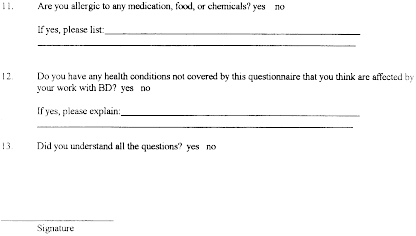 11. Are you allergic to any medication, food, or chemicals? yes no
If yes, please list:
12. Do you have any health conditions not covered by this questionnaire that you think are affected by
your work with BD? yes no
If yes, please explain:
13. Did you understand all the questions? yes no
Signature